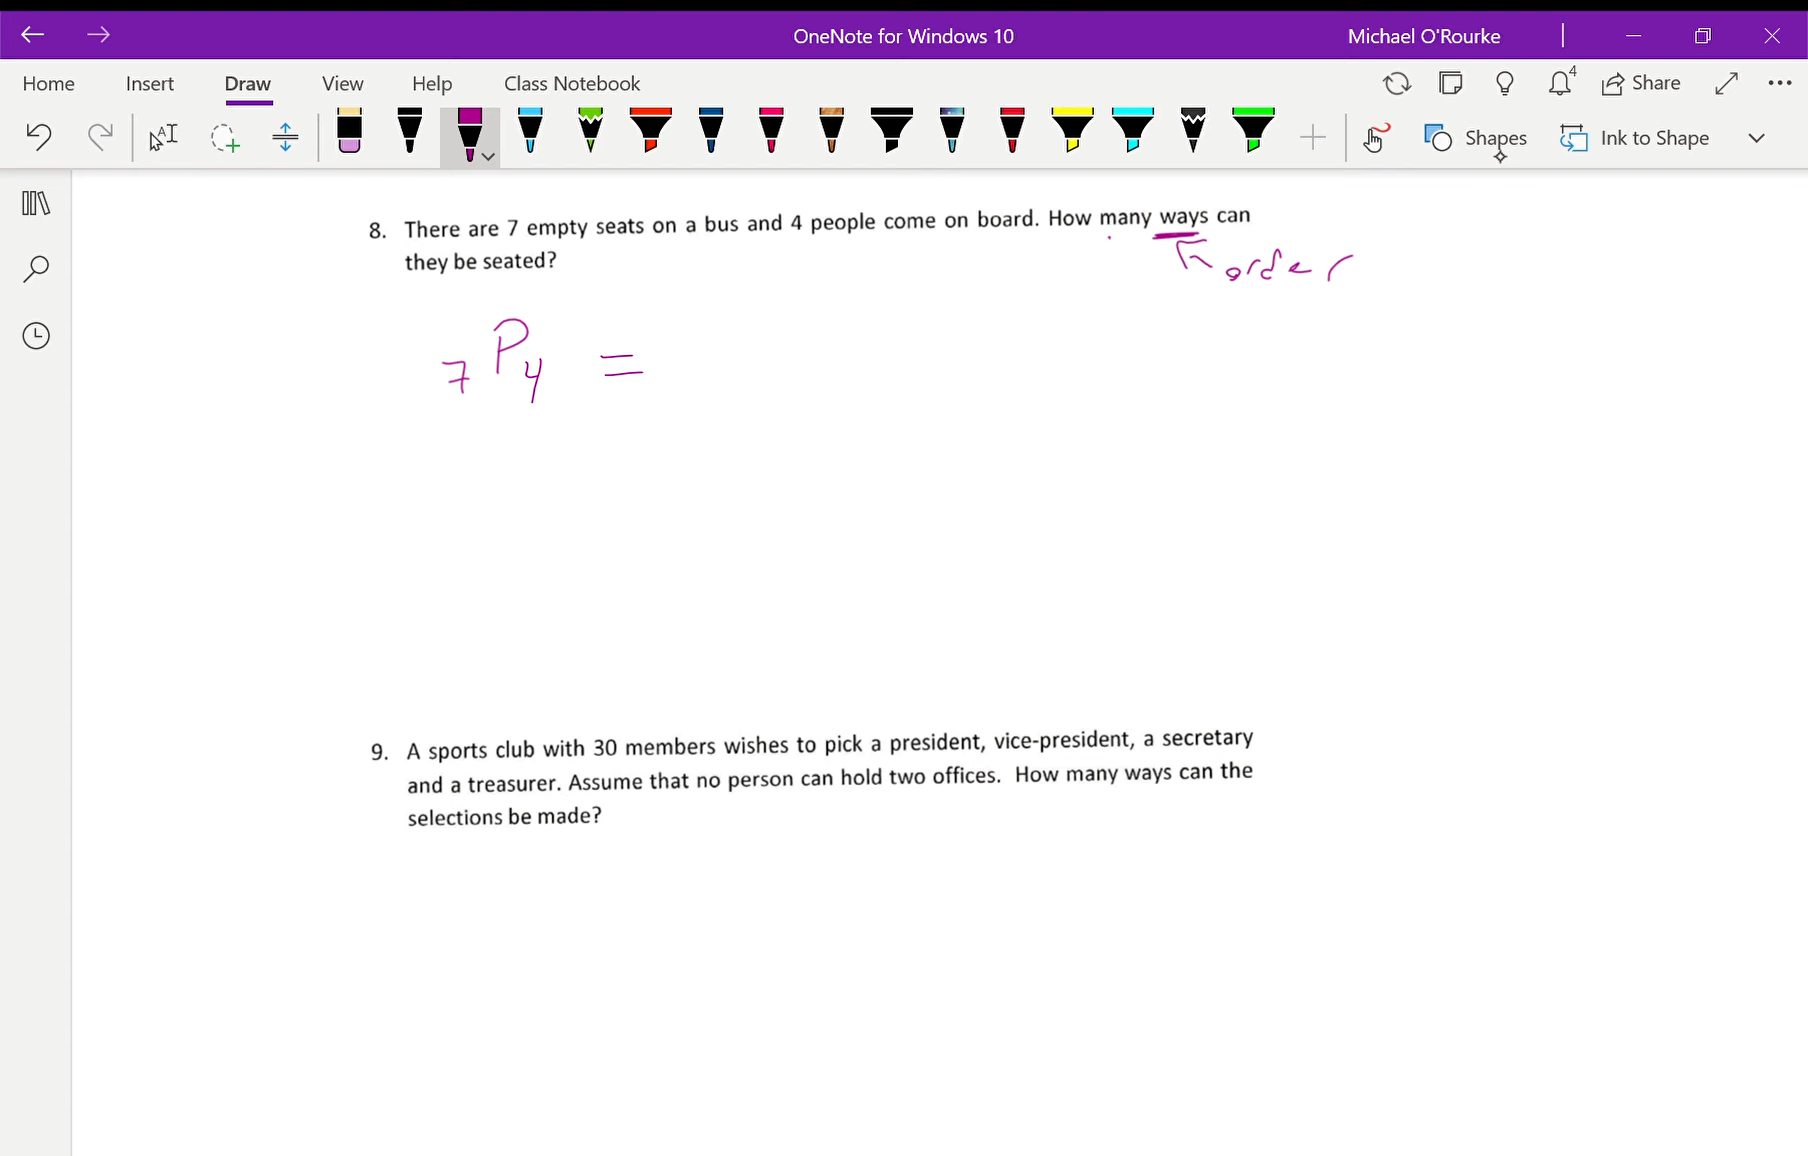 OneNote for Windows 10
Michael O'Rourke
Home Insert Draw View Help Class Notebook
4
Share
Shapes
Ink to Shape
8. There are 7 empty seats on a bus and 4 people come on board. How many ways can
they be seated?
order
7 P 4 =
9. A sports club with 30 members wishes to pick a president, vice-president, a secretary
and a treasurer. Assume that no person can hold two offices. How many ways can the
selections be made?